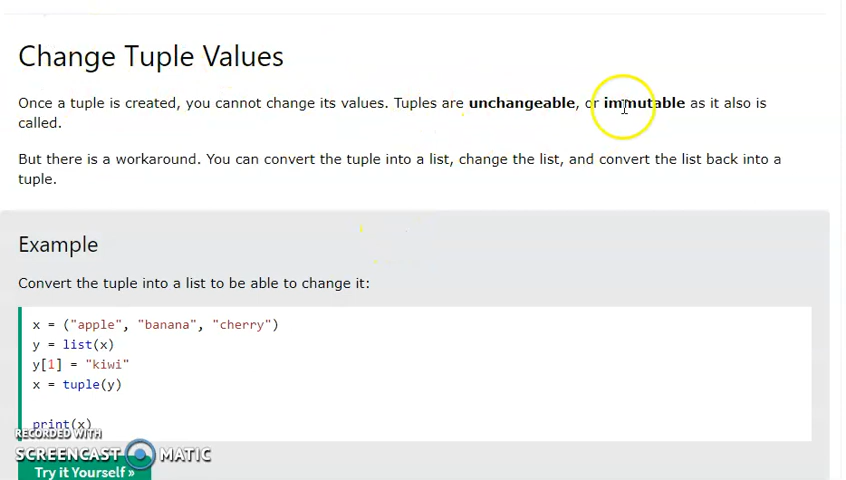 Change Tuple Values
Once a tuple is created, you cannot change its values. Tuples are unchangeable, or immutable as it also is
called.
But there is a workaround. You can convert the tuple into a list, change the list, and convert the list back into a
tuple.
Example
Convert the tuple into a list to be able to change it:
x = ("apple", "banana", "cherry")
y = list(x)
y[1] = "kiwi"
x = tuple(y)
print(x)
RECORDED WITH
SCREENCAST MATIC
Try it Yourself »